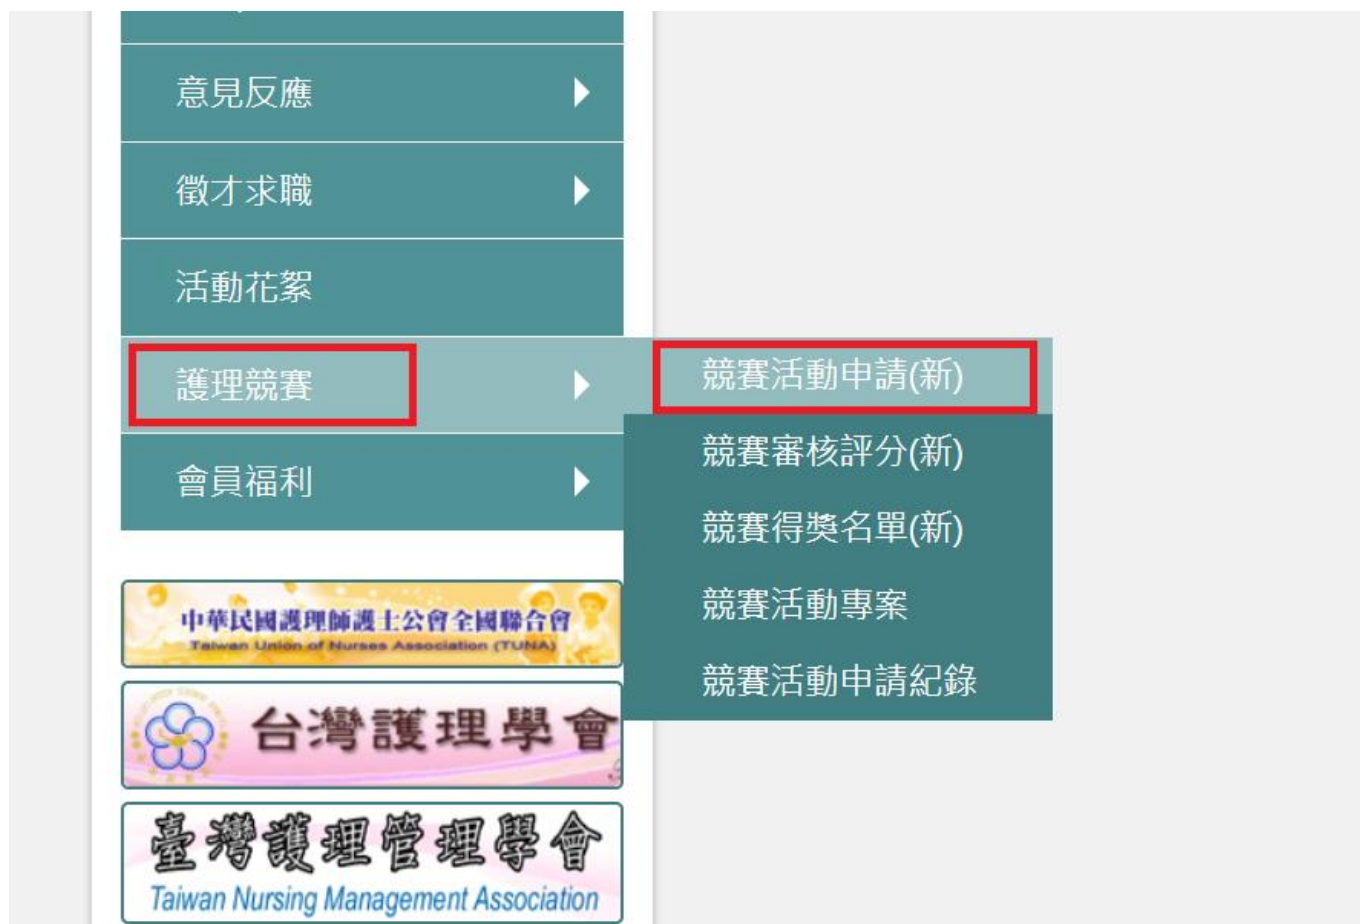 意見反應
徵才求職
活動花絮
護理競賽
競賽活動申請(新)
競賽審核評分(新)
競賽得獎名單(新)
競賽活動專案
競賽活動申請紀錄
會員福利
中華民國護理師護士公會全國聯合會
Taiwan Union of Nurses Association (TUNA)
台灣護理學會
臺灣護理管理學會
Taiwan Nursing Management Association